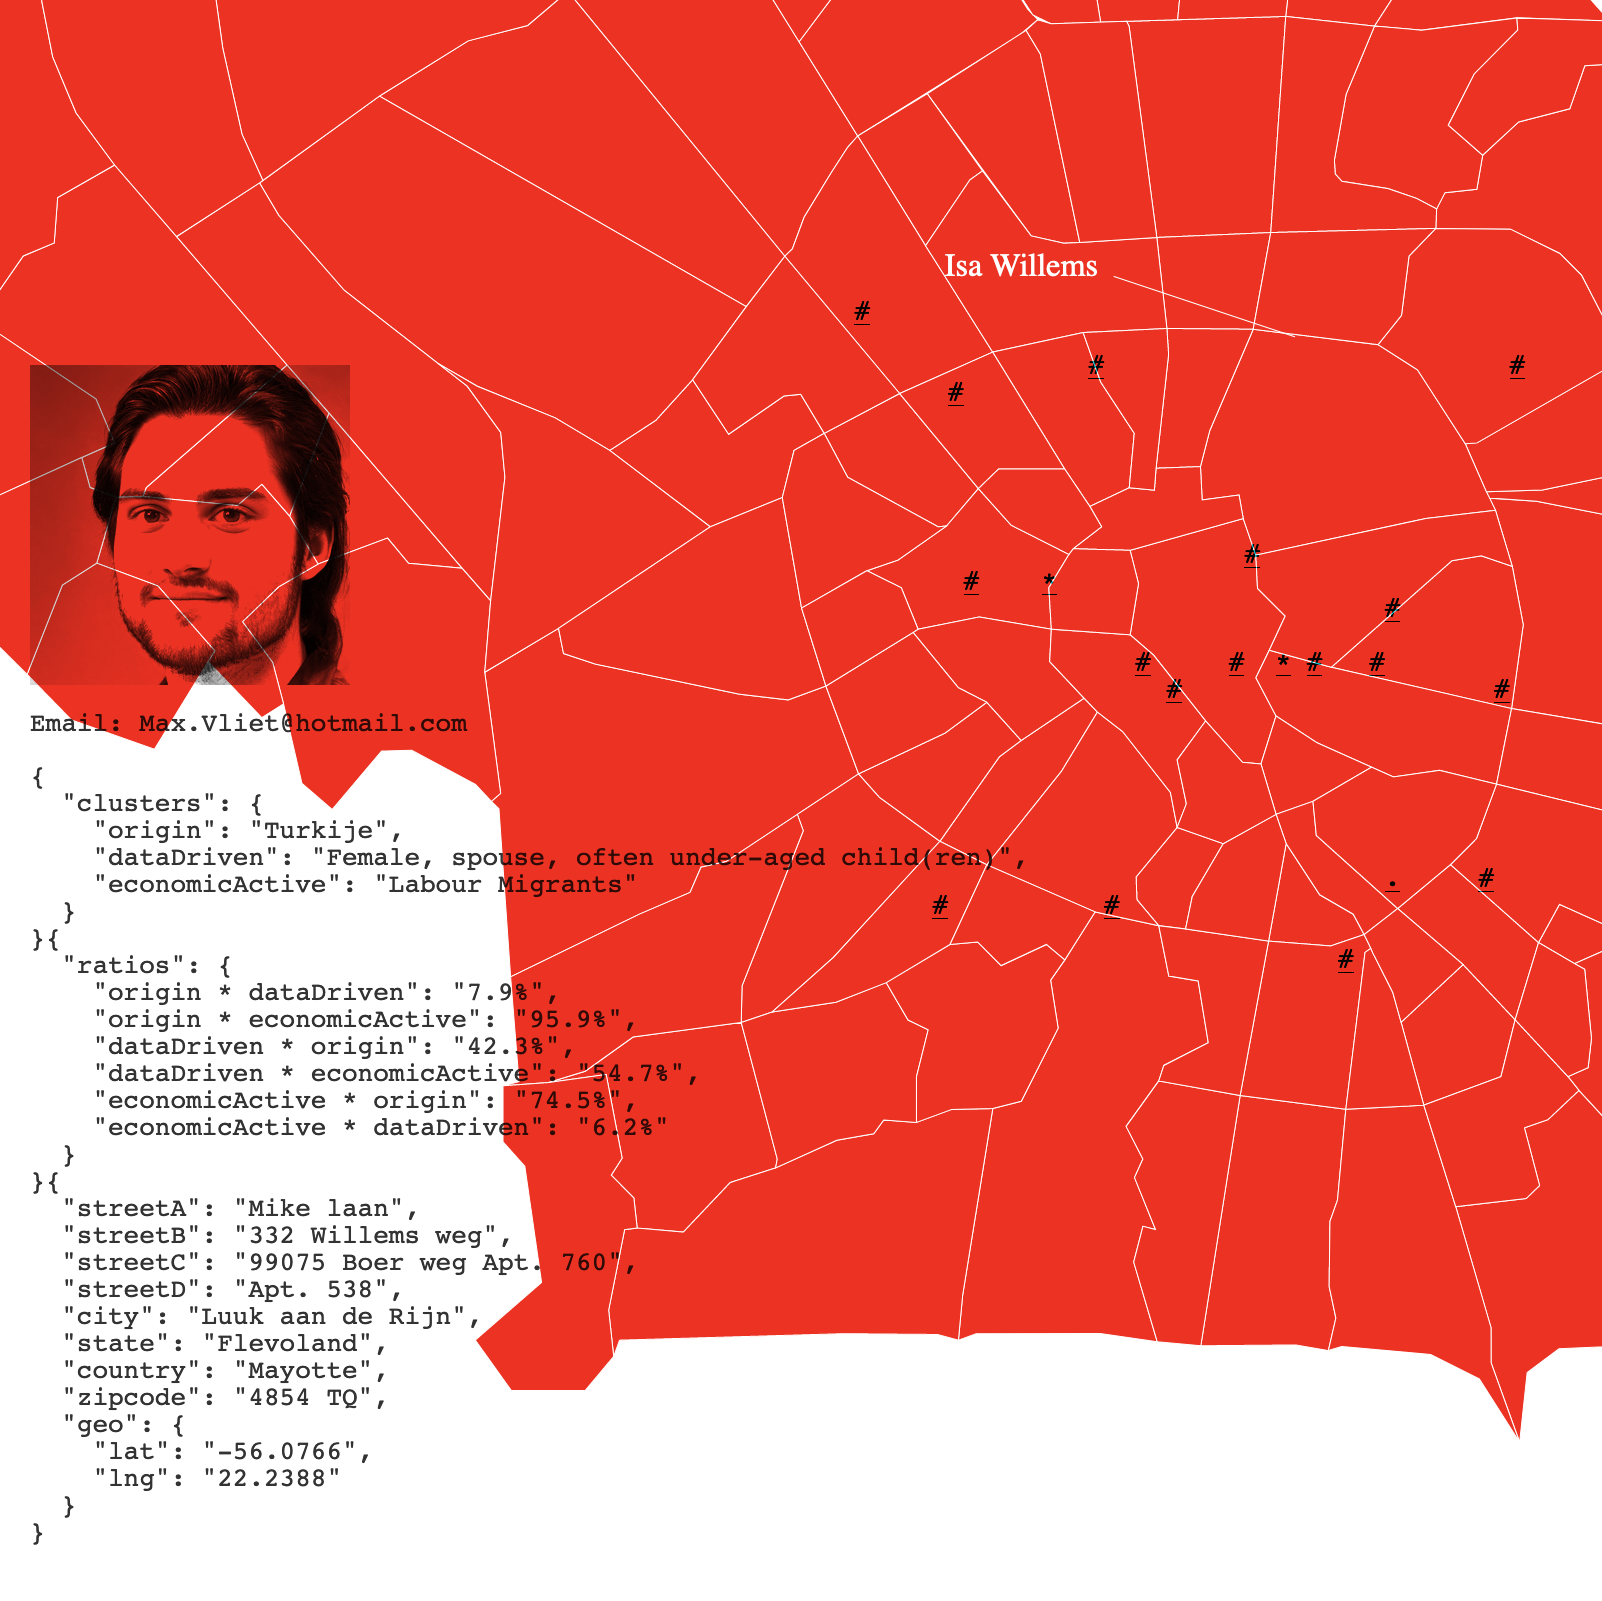 Isa Willems
#
#
#
#
#
#
*
#
#
#
*
#
#
#
#
.
#
#
#
#
Email: Max.Vliet@hotmail.com
{
"clusters": {
"origin": "Turkije",
"dataDriven": "Female, spouse, often under-aged child(ren)",
"economicActive": "Labour Migrants"
}
}{
"ratios": {
"origin * dataDriven": "7.9%",
"origin * economicActive": "95.9%",
"dataDriven * origin": "42.3%",
"dataDriven * economicActive": "54.7%",
"economicActive * origin": "74.5%",
"economicActive * dataDriven": "6.2%"
}
}{
"streetA": "Mike laan",
"streetB": "332 Willems weg",
"streetC": "99075 Boer weg Apt. 760",
"streetD": "Apt. 538",
"city": "Luuk aan de Rijn",
"state": "Flevoland",
"country": "Mayotte",
"zipcode": "4854 TQ",
"geo": {
"lat": "-56.0766",
"lng": "22.2388"
}
}